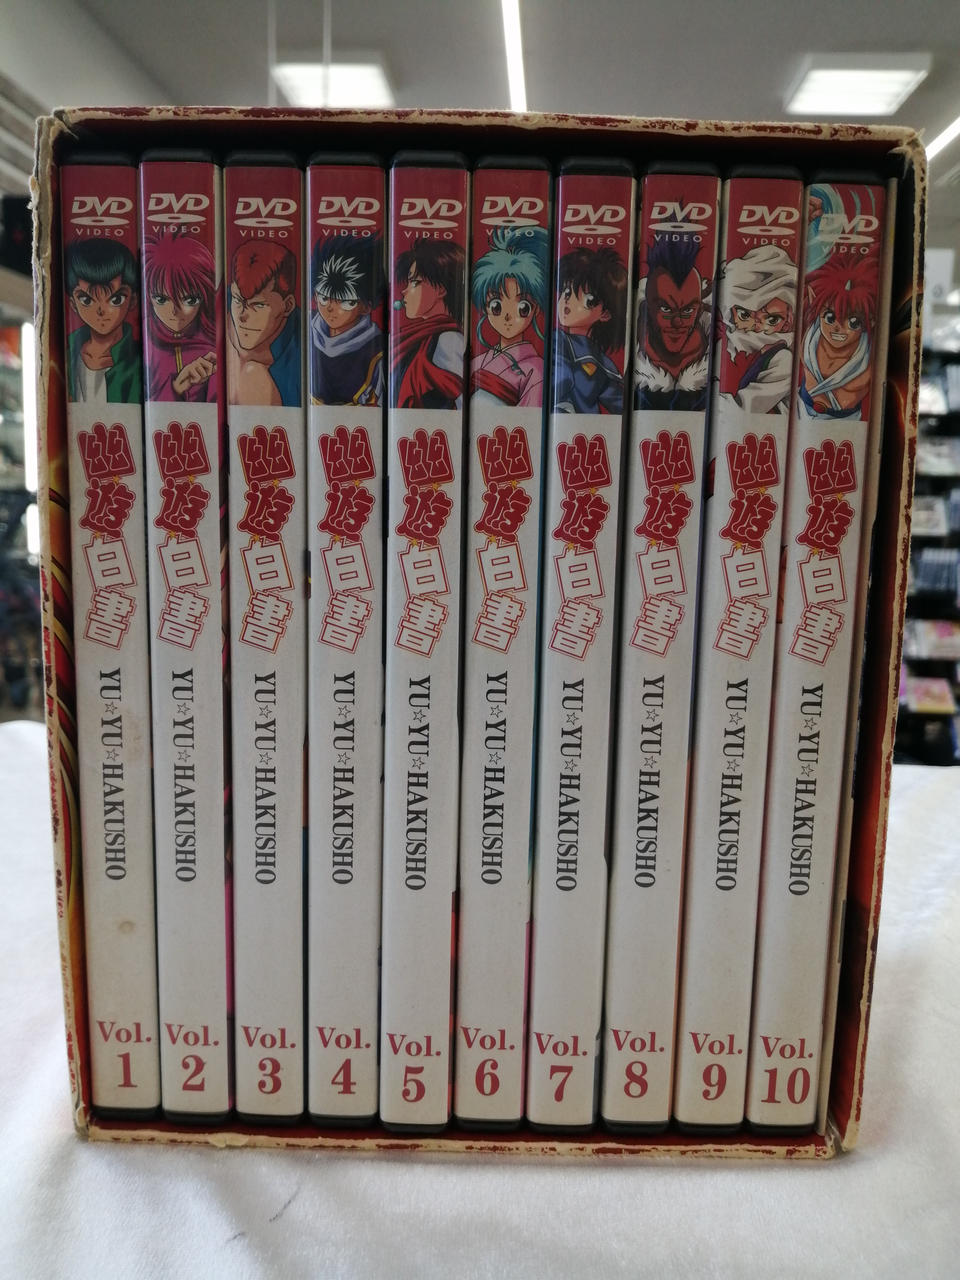 DVD
VIDEO
幽遊白書
YU☆YU☆HAKUSHO
Vol.
1
DVD
VIDEO
幽遊白書
YU☆YU☆HAKUSHO
Vol.
2
DVD
VIDEO
幽遊白書
YU☆YU☆HAKUSHO
Vol.
3
DVD
VIDEO
幽遊白書
YU☆YU☆HAKUSHO
Vol.
4
DVD
VIDEO
幽遊白書
YU☆YU☆HAKUSHO
Vol.
5
DVD
VIDEO
幽遊白書
YU☆YU☆HAKUSHO
Vol.
6
DVD
VIDEO
幽遊白書
YU☆YU☆HAKUSHO
Vol.
7
DVD
VIDEO
幽遊白書
YU☆YU☆HAKUSHO
Vol.
8
DVD
VIDEO
幽遊白書
YU☆YU☆HAKUSHO
Vol.
9
DVD
VIDEO
幽遊白書
YU☆YU☆HAKUSHO
Vol.
10